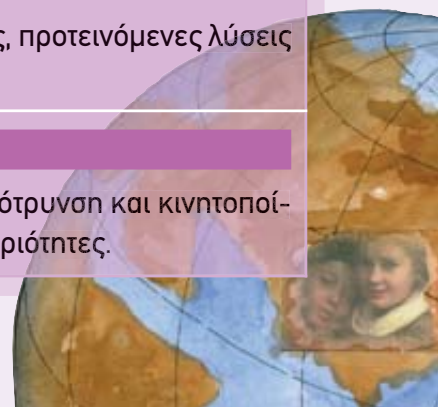 ς, προτεινόμενες λύσεις
ότρυνση και κινητοποί-
ριότητες.